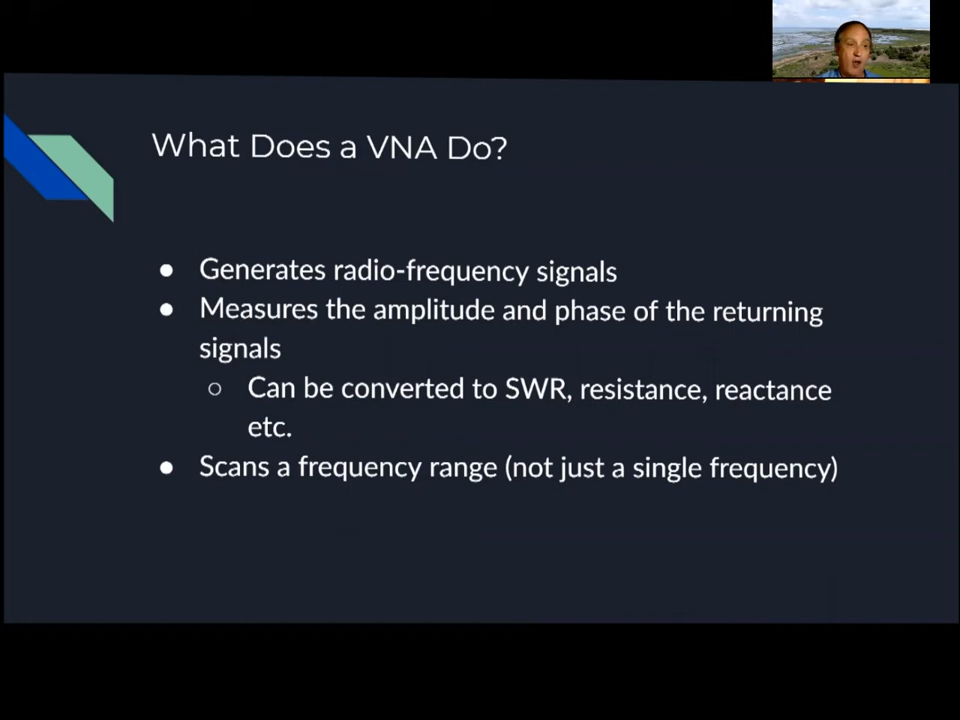 What Does a VNA Do?
● Generates radio-frequency signals
● Measures the amplitude and phase of the returning
signals
○ Can be converted to SWR, resistance, reactance
etc.
● Scans a frequency range (not just a single frequency)